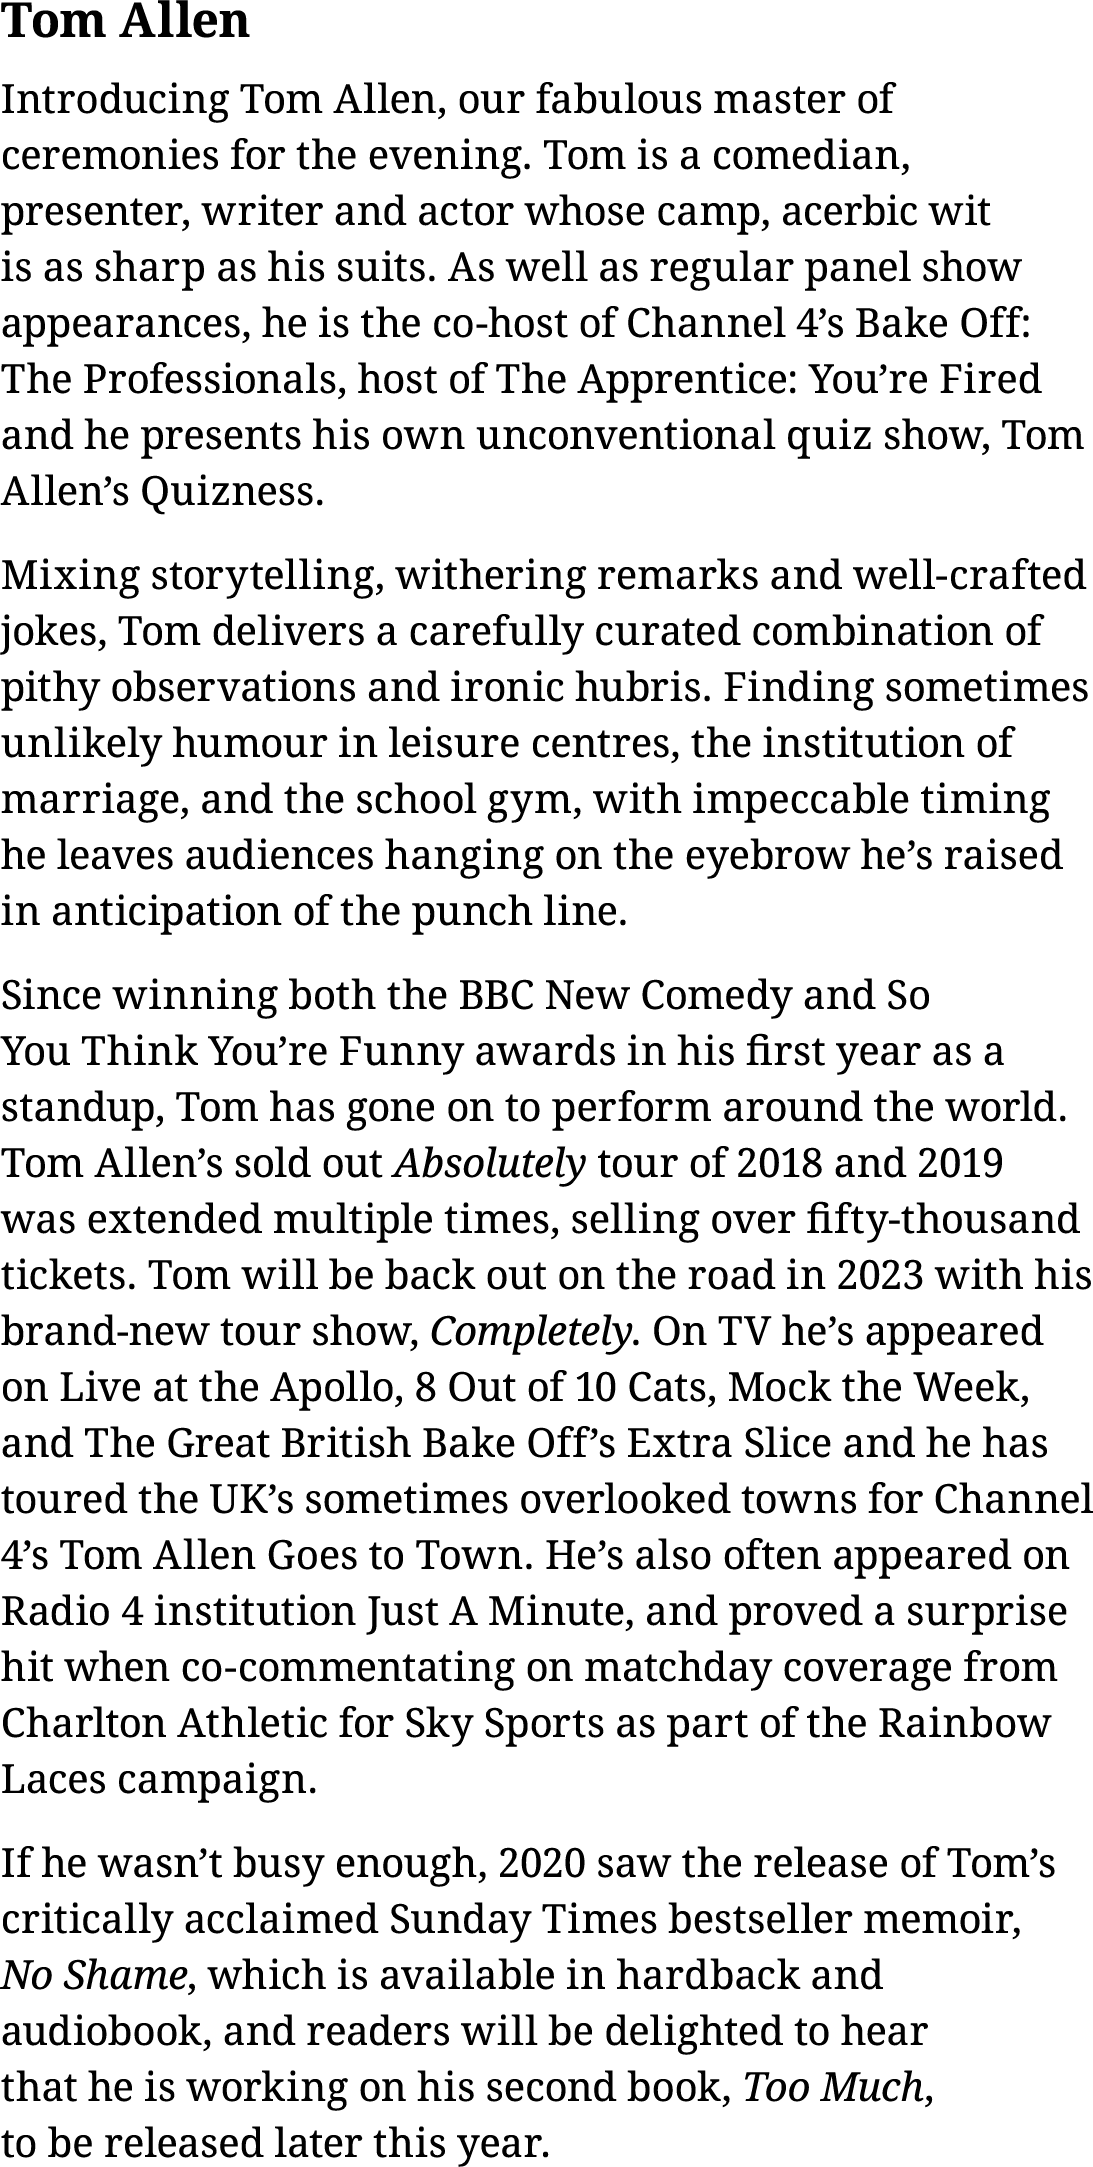 Tom Allen
Introducing Tom Allen, our fabulous master of
ceremonies for the evening. Tom is a comedian,
presenter, writer and actor whose camp, acerbic wit
is as sharp as his suits. As well as regular panel show
appearances, he is the co-host of Channel 4’s Bake Off:
The Professionals, host of The Apprentice: You’re Fired
and he presents his own unconventional quiz show, Tom
Allen’s Quizness.
Mixing storytelling, withering remarks and well-crafted
jokes, Tom delivers a carefully curated combination of
pithy observations and ironic hubris. Finding sometimes
unlikely humour in leisure centres, the institution of
marriage, and the school gym, with impeccable timing
he leaves audiences hanging on the eyebrow he’s raised
in anticipation of the punch line.
Since winning both the BBC New Comedy and So
You Think You’re Funny awards in his first year as a
standup, Tom has gone on to perform around the world.
Tom Allen’s sold out Absolutely tour of 2018 and 2019
was extended multiple times, selling over fifty-thousand
tickets. Tom will be back out on the road in 2023 with his
brand-new tour show, Completely. On TV he’s appeared
on Live at the Apollo, 8 Out of 10 Cats, Mock the Week,
and The Great British Bake Off’s Extra Slice and he has
toured the UK’s sometimes overlooked towns for Channel
4’s Tom Allen Goes to Town. He’s also often appeared on
Radio 4 institution Just A Minute, and proved a surprise
hit when co-commentating on matchday coverage from
Charlton Athletic for Sky Sports as part of the Rainbow
Laces campaign.
If he wasn’t busy enough, 2020 saw the release of Tom’s
critically acclaimed Sunday Times bestseller memoir,
No Shame, which is available in hardback and
audiobook, and readers will be delighted to hear
that he is working on his second book, Too Much,
to be released later this year.